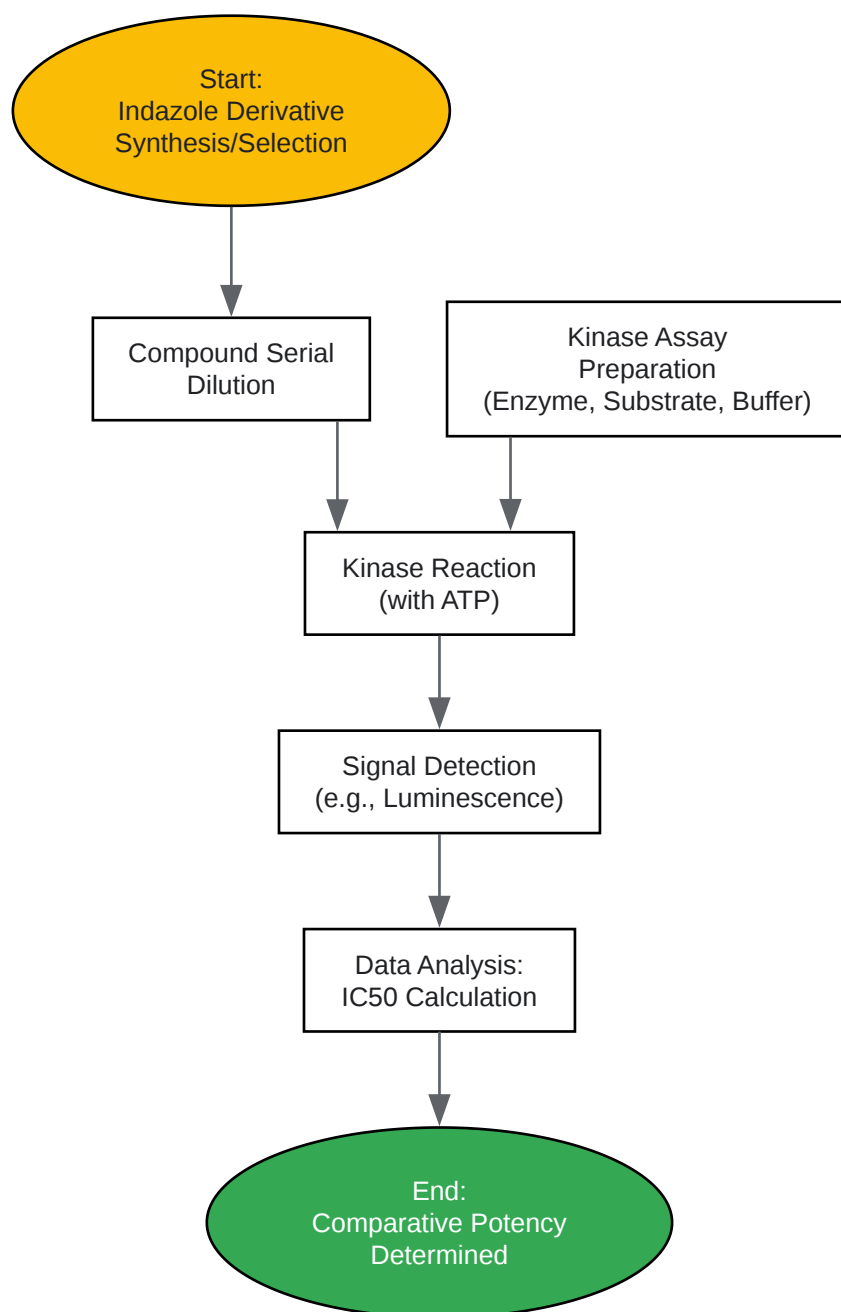 Start:
Indazole Derivative
Synthesis/Selection
Compound Serial
Dilution
Kinase Assay
Preparation
(Enzyme, Substrate, Buffer)
Kinase Reaction
(with ATP)
Signal Detection
(e.g., Luminescence)
Data Analysis:
IC50 Calculation
End:
Comparative Potency
Determined